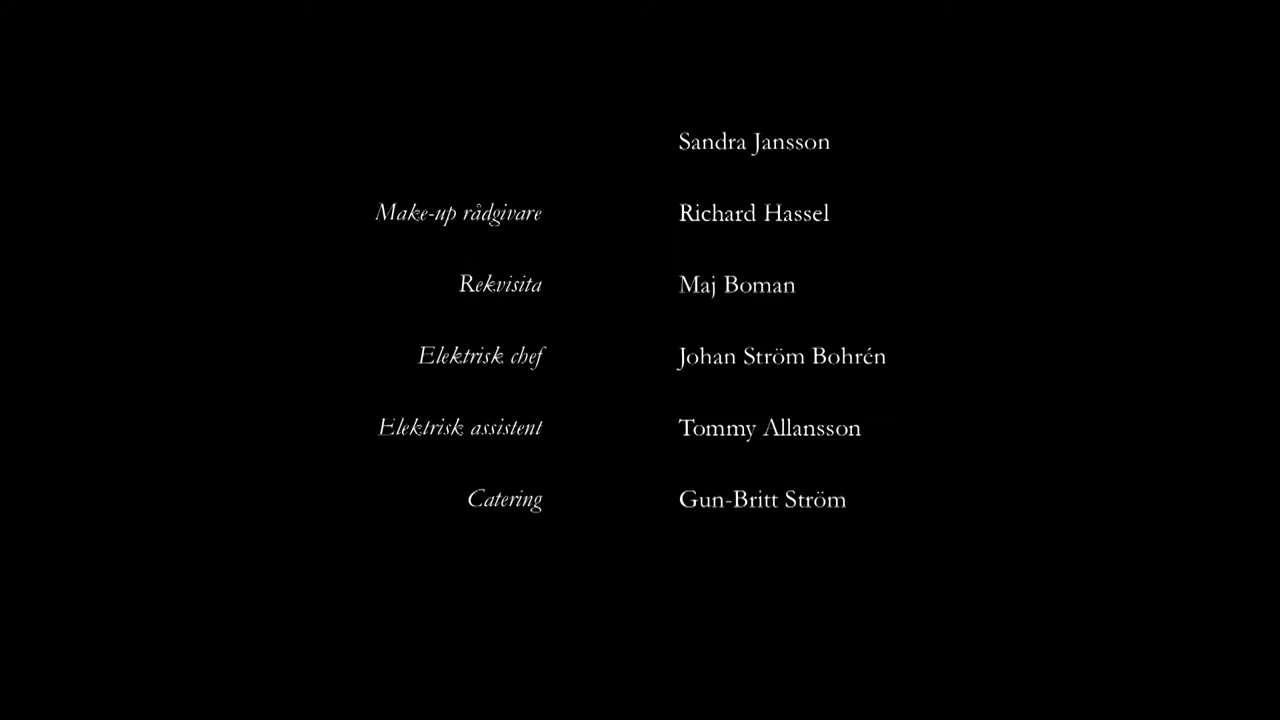 Sandra Jansson
Make-up rådgivare Richard Hassel
Rekvisita Maj Boman
Elektrisk chef Johan Ström Bohrén
Elektrisk assistent Tommy Allansson
Catering Gun-Britt Ström